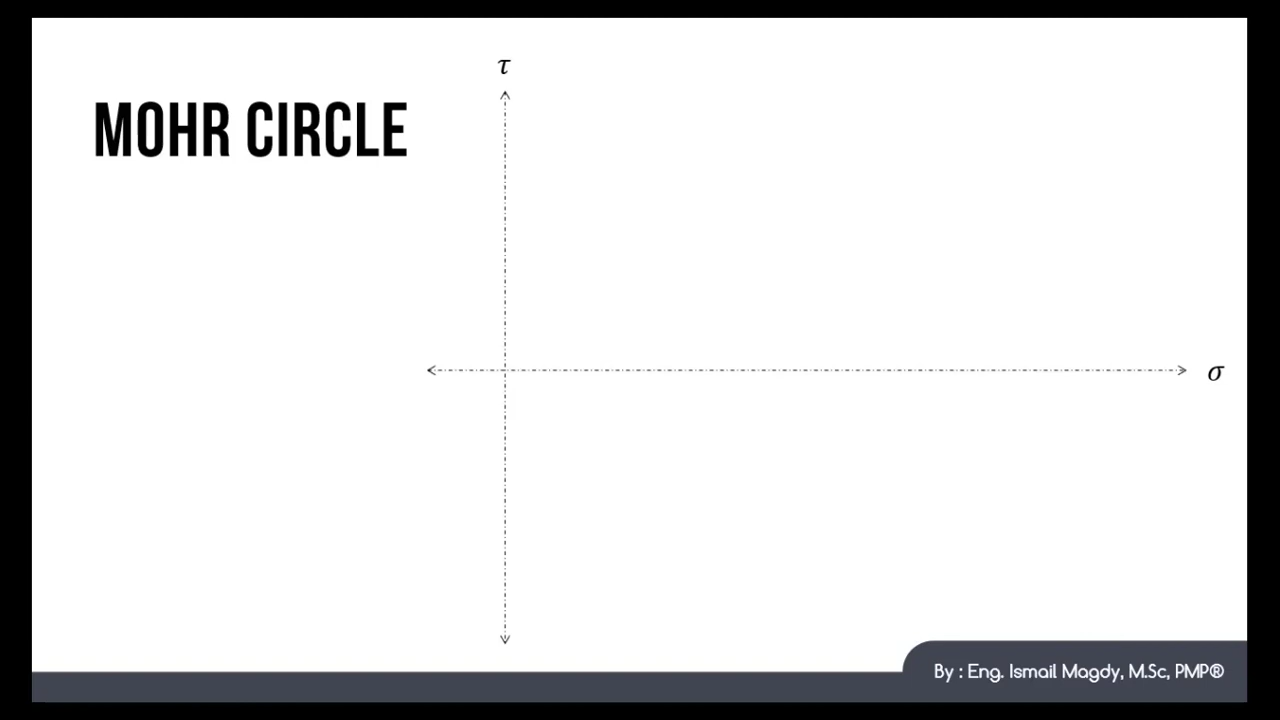 τ
MOHR CIRCLE
σ
By : Eng. Ismail Magdy, M.Sc, PMP®